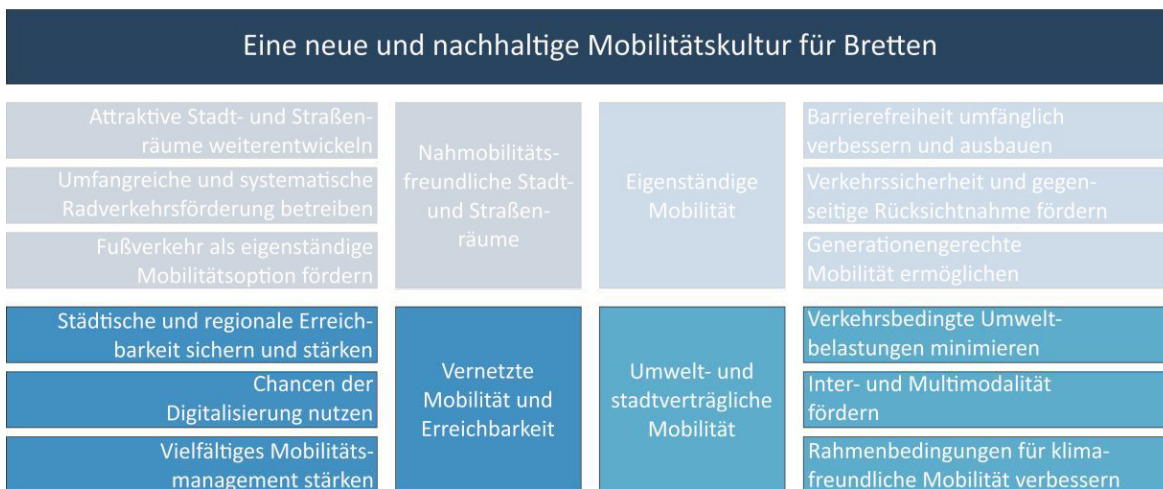 Eine neue und nachhaltige Mobilitätskultur für Bretten
Attraktive Stadt- und Straßen-
räume weiterentwickeln
Umfangreiche und systematische
Radverkehrsförderung betreiben
Fußverkehr als eigenständige
Mobilitätsoption fördern
Nahmobilitäts-
freundliche Stadt-
und Straßen-
räume
Eigenständige
Mobilität
Barrierefreiheit umfänglich
verbessern und ausbauen
Verkehrssicherheit und gegen-
seitige Rücksichtnahme fördern
Generationengerechte
Mobilität ermöglichen
Städtische und regionale Erreich-
barkeit sichern und stärken
Chancen der
Digitalisierung nutzen
Vielfältiges Mobilitäts-
management stärken
Vernetzte
Mobilität und
Erreichbarkeit
Umwelt- und
stadtverträgliche
Mobilität
Verkehrsbedingte Umwelt-
belastungen minimieren
Inter- und Multimodalität
fördern
Rahmenbedingungen für klima-
freundliche Mobilität verbessern